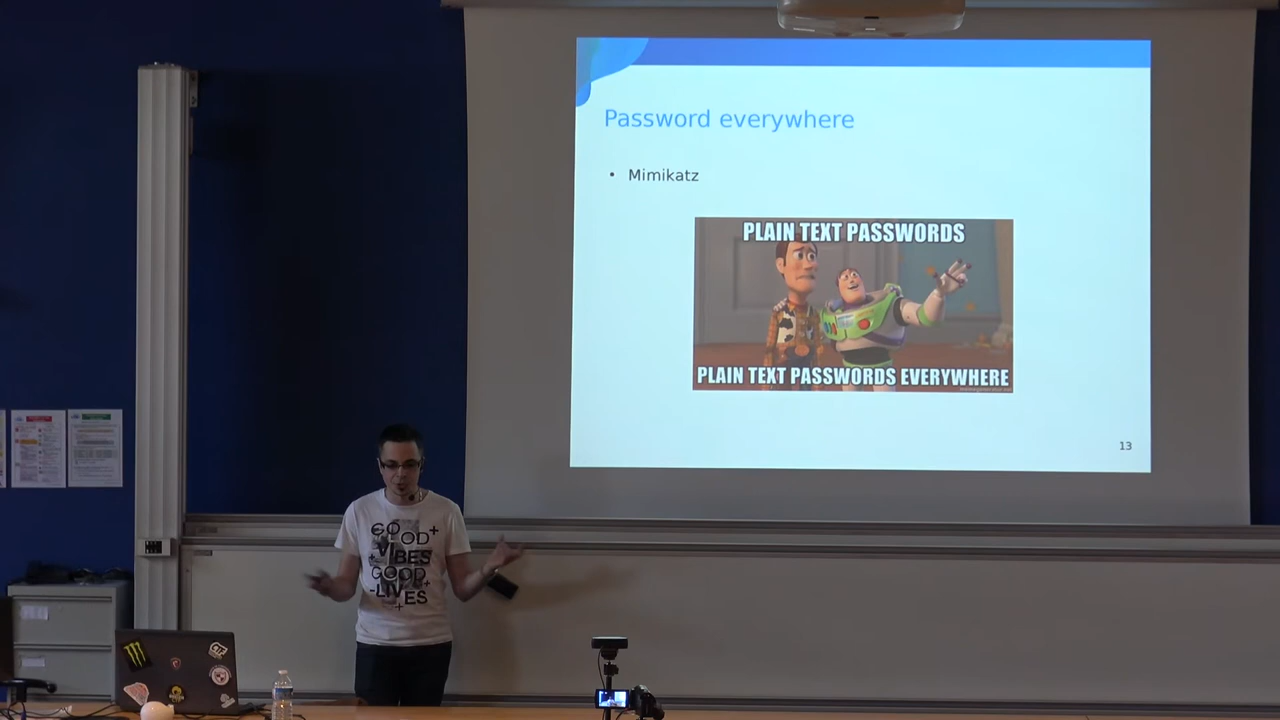 Password everywhere
• Mimikatz
PLAIN TEXT PASSWORDS
PLAIN TEXT PASSWORDS EVERYWHERE
13
GOOD+
VIBES
GOOD
-LIVES